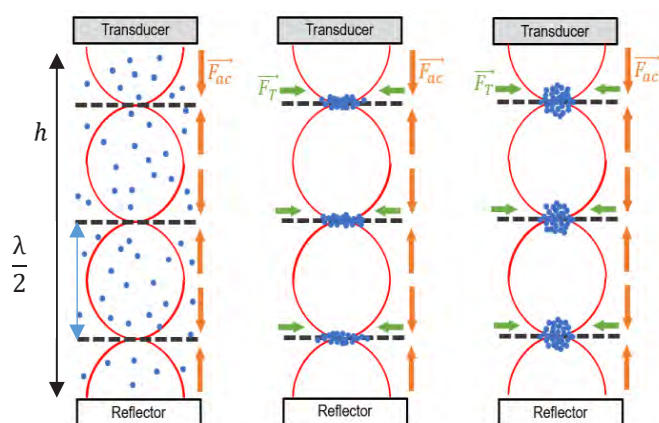 Transducer
Transducer
Transducer
F_ac
F_T
F_ac
F_T
F_ac
h
λ/2
Reflector
Reflector
Reflector